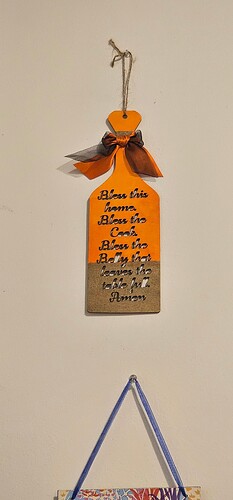 Bless this
home.
Bless the
Cook.
Bless the
Belly that
leaves the
table full.
Amen